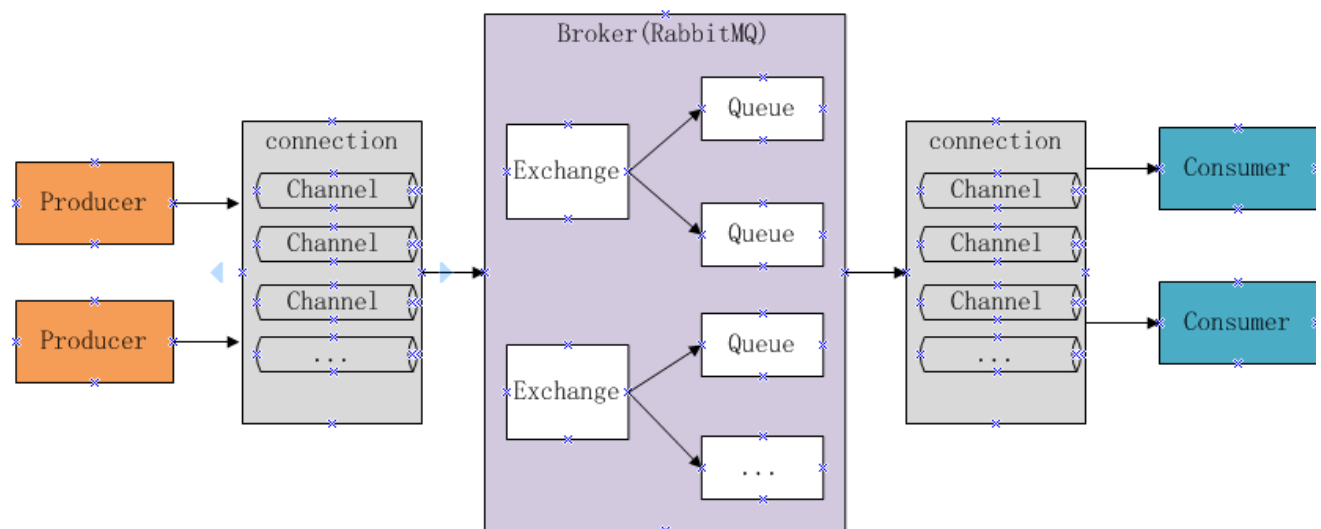 Producer
Producer
connection
Channel
Channel
Channel
...
Broker(RabbitMQ)
Exchange
Queue
Queue
Exchange
Queue
...
connection
Channel
Channel
Channel
...
Consumer
Consumer